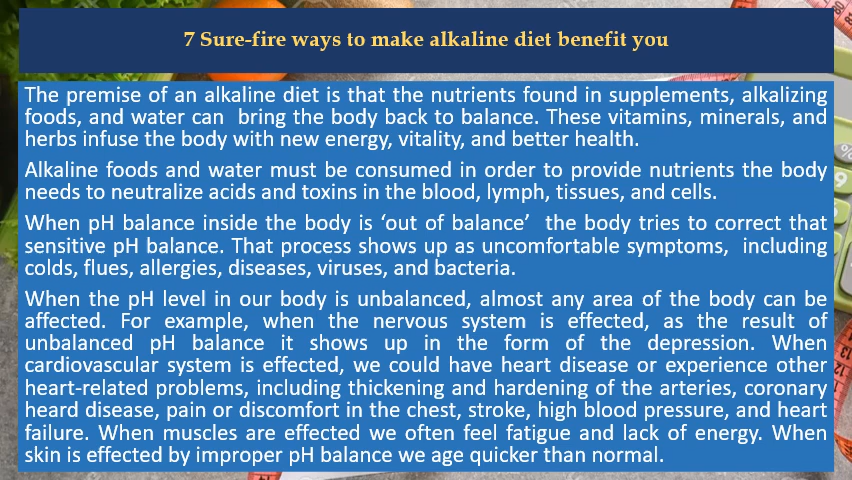 7 Sure-fire ways to make alkaline diet benefit you
The premise of an alkaline diet is that the nutrients found in supplements, alkalizing
foods, and water can  bring the body back to balance. These vitamins, minerals, and
herbs infuse the body with new energy, vitality, and better health.
Alkaline foods and water must be consumed in order to provide nutrients the body
needs to neutralize acids and toxins in the blood, lymph, tissues, and cells.
When pH balance inside the body is ‘out of balance’  the body tries to correct that
sensitive pH balance. That process shows up as uncomfortable symptoms,  including
colds, flues, allergies, diseases, viruses, and bacteria.
When the pH level in our body is unbalanced, almost any area of the body can be
affected. For example, when the nervous system is effected, as the result of
unbalanced pH balance it shows up in the form of the depression. When
cardiovascular system is effected, we could have heart disease or experience other
heart-related problems, including thickening and hardening of the arteries, coronary
heard disease, pain or discomfort in the chest, stroke, high blood pressure, and heart
failure. When muscles are effected we often feel fatigue and lack of energy. When
skin is effected by improper pH balance we age quicker than normal.